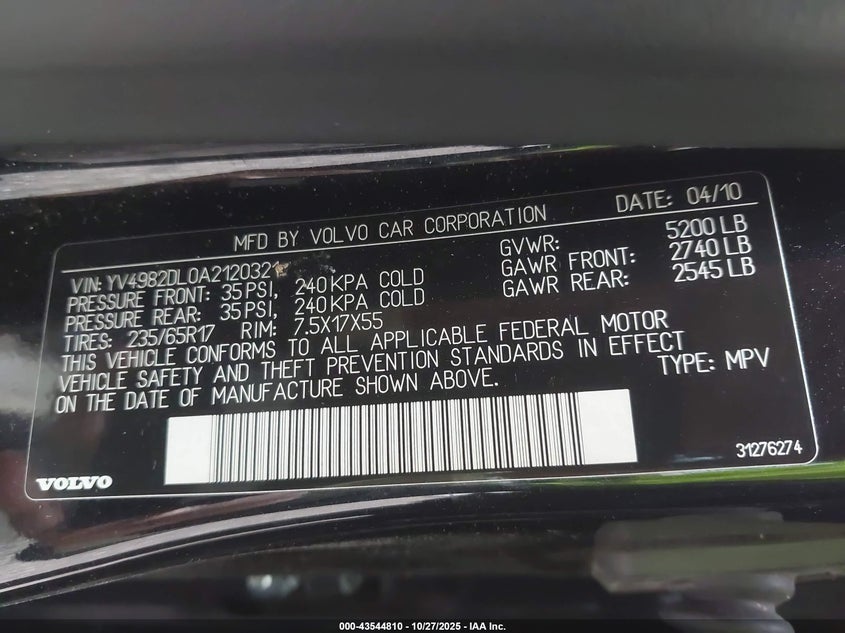 MFD BY VOLVO CAR CORPORATION DATE: 04/10
VIN: YV4982DL0A2120321 GVWR: 5200 LB
PRESSURE FRONT: 35PSI, 240KPA COLD GAWR FRONT: 2740 LB
PRESSURE REAR: 35PSI, 240KPA COLD GAWR REAR: 2545 LB
TIRES: 235/65R17 RIM: 7.5X17X55
THIS VEHICLE CONFORMS TO ALL APPLICABLE FEDERAL MOTOR
VEHICLE SAFETY AND THEFT PREVENTION STANDARDS IN EFFECT
ON THE DATE OF MANUFACTURE SHOWN ABOVE. TYPE: MPV
31276274
VOLVO
000-43544810 - 10/27/2025 - IAA Inc.